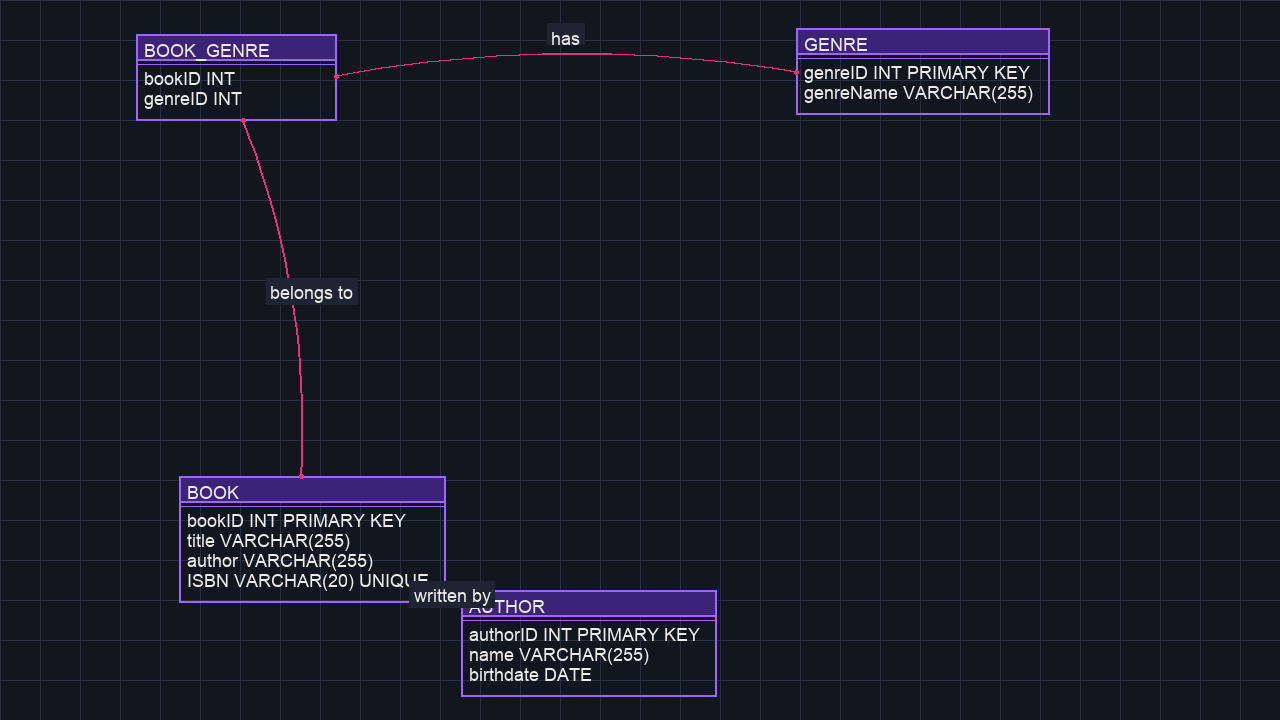 BOOK_GENRE
bookID INT
genreID INT
has
GENRE
genreID INT PRIMARY KEY
genreName VARCHAR(255)
belongs to
BOOK
bookID INT PRIMARY KEY
title VARCHAR(255)
author VARCHAR(255)
ISBN VARCHAR(20) UNIQUE
written by
AUTHOR
authorID INT PRIMARY KEY
name VARCHAR(255)
birthdate DATE